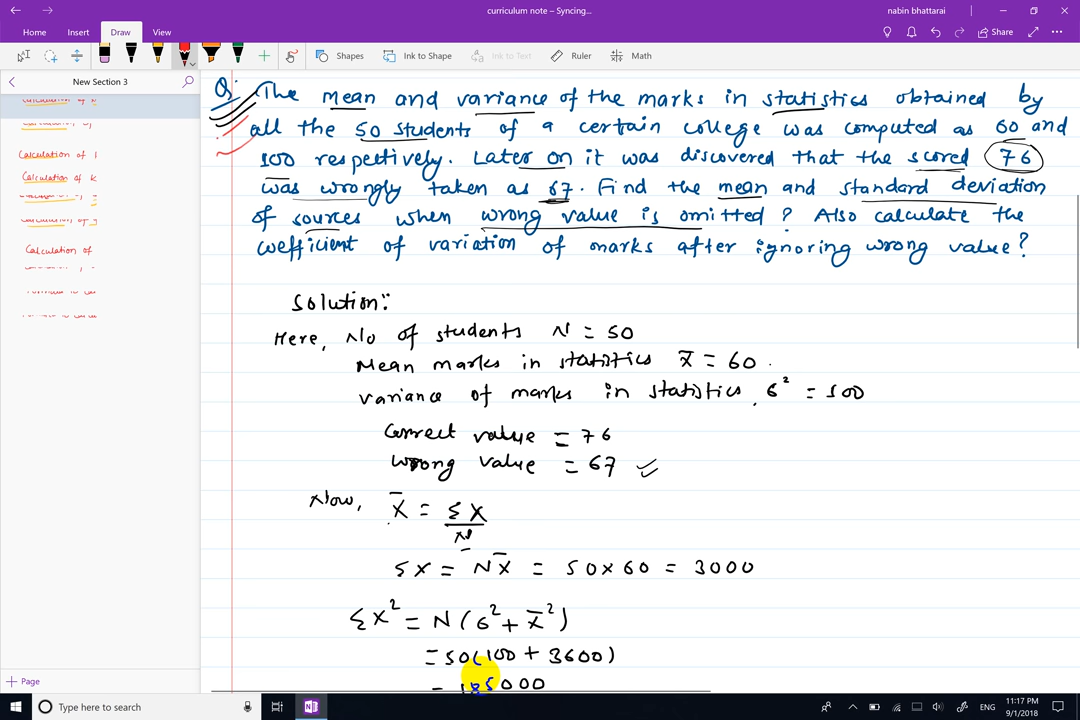 curriculum note – Syncing...
nabin bhattarai
Home Insert Draw View
Share
Shapes
Ink to Shape
Ink to Text
Ruler
Math
New Section 3
Calculation of
Calculation of
Calculation of
Q: The mean and variance of the marks in statistics obtained by
all the 50 students of a certain college was computed as 60 and
100 respectively. Later on it was discovered that the scored 76
was wrongly taken as 67. Find the mean and standard deviation
of sources when wrong value is omitted? Also calculate the
coefficient of variation of marks after ignoring wrong value?
Solution:
Here, No of students N = 50
Mean marks in statistics x̄ = 60.
variance of marks in statistics, σ² = 100
Correct value = 76
Wrong value = 67
Now, X̄ = ΣX
N
ΣX = NX̄ = 50×60 = 3000
ΣX² = N(σ² + X̄²)
= 50(100 + 3600)
= 185000
+ Page
Type here to search
ENG
11:17 PM
9/1/2018